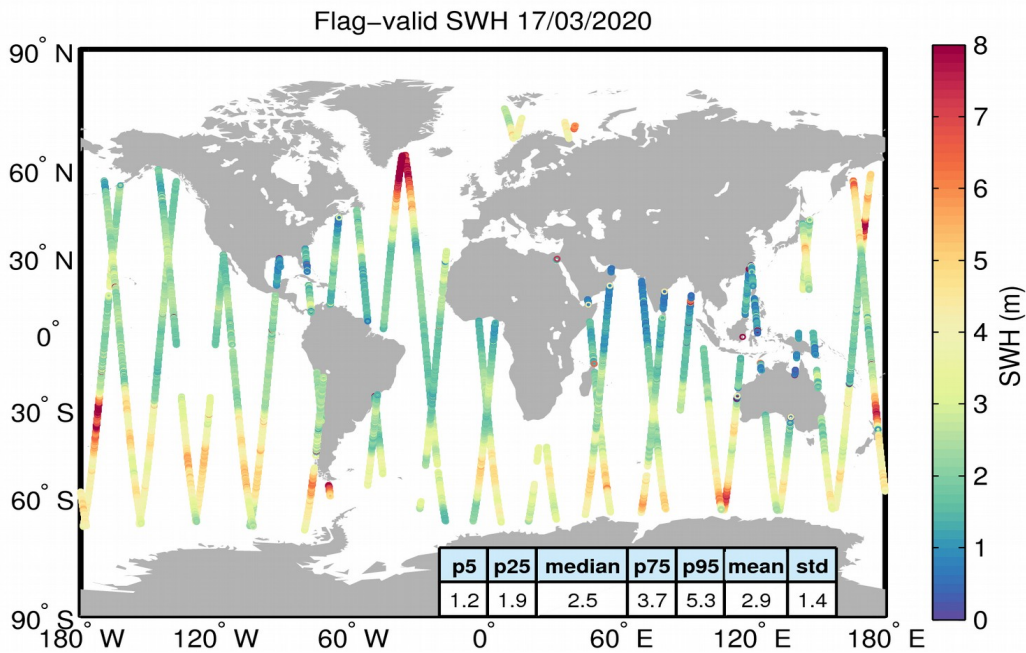 Flag−valid SWH 17/03/2020
90° N
60° N
30° N
0°
30° S
60° S
90° S
180° W
120° W
60° W
0°
60° E
120° E
180° E
p5 p25 median p75 p95 mean std
1.2 1.9 2.5 3.7 5.3 2.9 1.4
8
7
6
5
4
3
2
1
0
SWH (m)